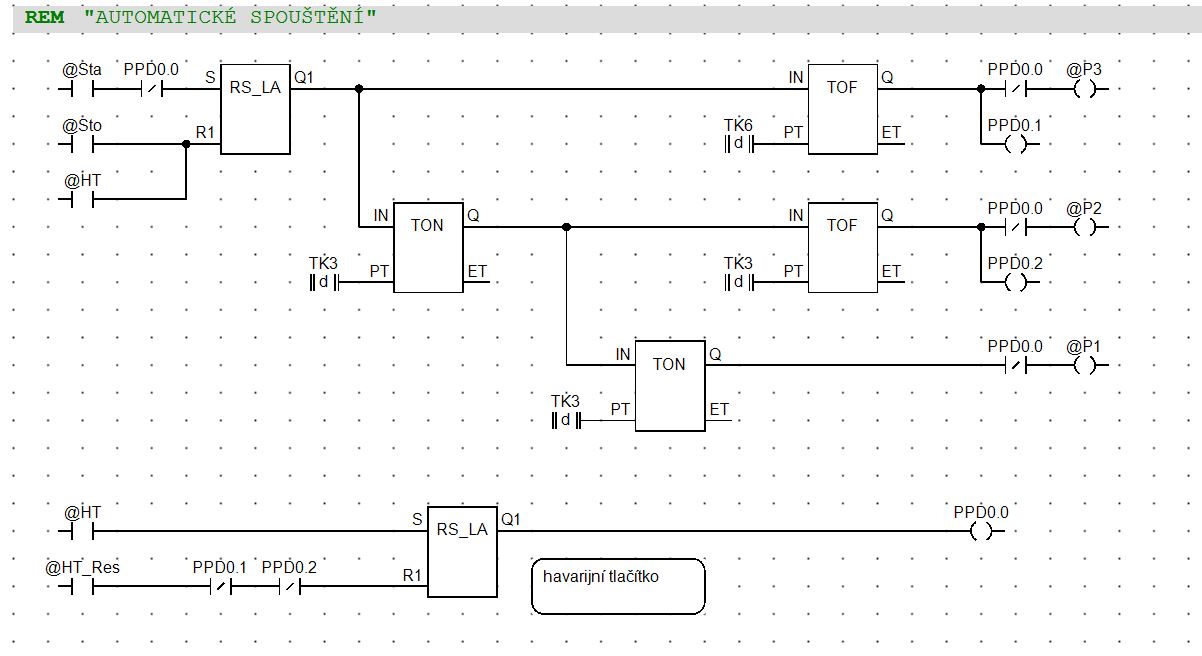 REM "AUTOMATICKÉ SPOUŠTĚNÍ"
@Sta PPD0.0 S RS_LA Q1 IN TOF Q PPD0.0 @P3
@Sto R1 TK6 d PT ET PPD0.1
@HT
IN TON Q IN TOF Q PPD0.0 @P2
TK3 d PT ET TK3 d PT ET PPD0.2
IN TON Q PPD0.0 @P1
TK3 d PT ET
@HT S RS_LA Q1 PPD0.0
@HT_Res PPD0.1 PPD0.2 R1
havarijní tlačítko